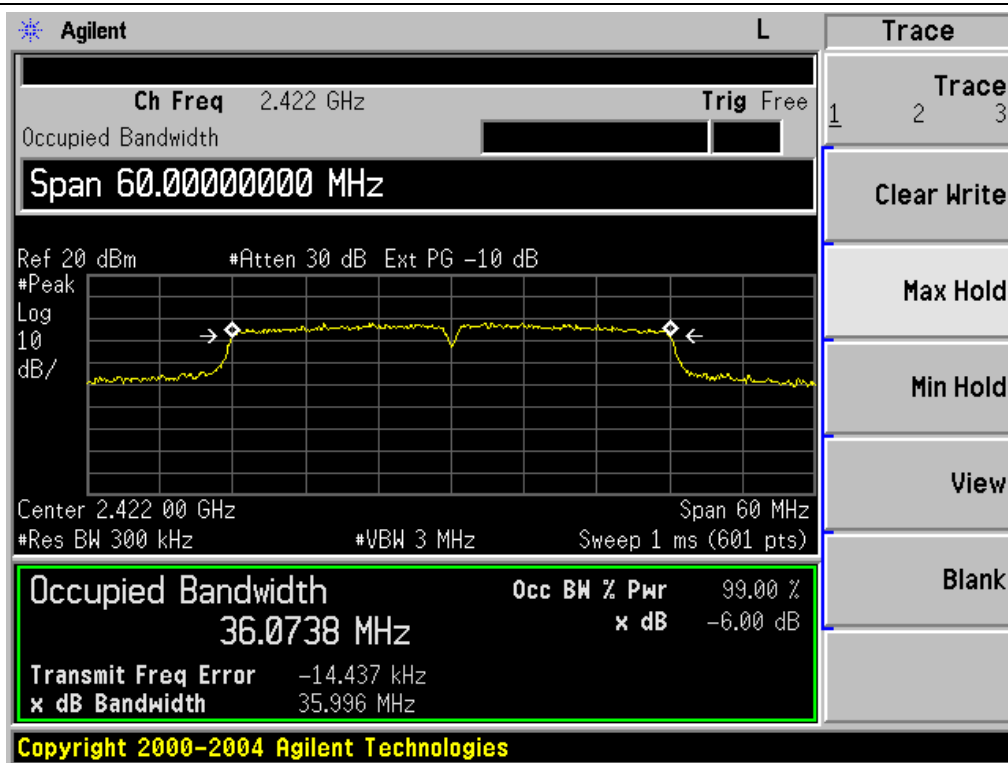 Agilent L Trace
Ch Freq 2.422 GHz Trig Free
Occupied Bandwidth
Span 60.00000000 MHz
Ref 20 dBm #Atten 30 dB Ext PG -10 dB
#Peak
Log
10
dB/
Center 2.422 00 GHz Span 60 MHz
#Res BW 300 kHz #VBW 3 MHz Sweep 1 ms (601 pts)
Occupied Bandwidth Occ BW % Pwr 99.00 %
36.0738 MHz x dB -6.00 dB
Transmit Freq Error -14.437 kHz
x dB Bandwidth 35.996 MHz
Copyright 2000-2004 Agilent Technologies
Trace
1 2 3
Clear Write
Max Hold
Min Hold
View
Blank